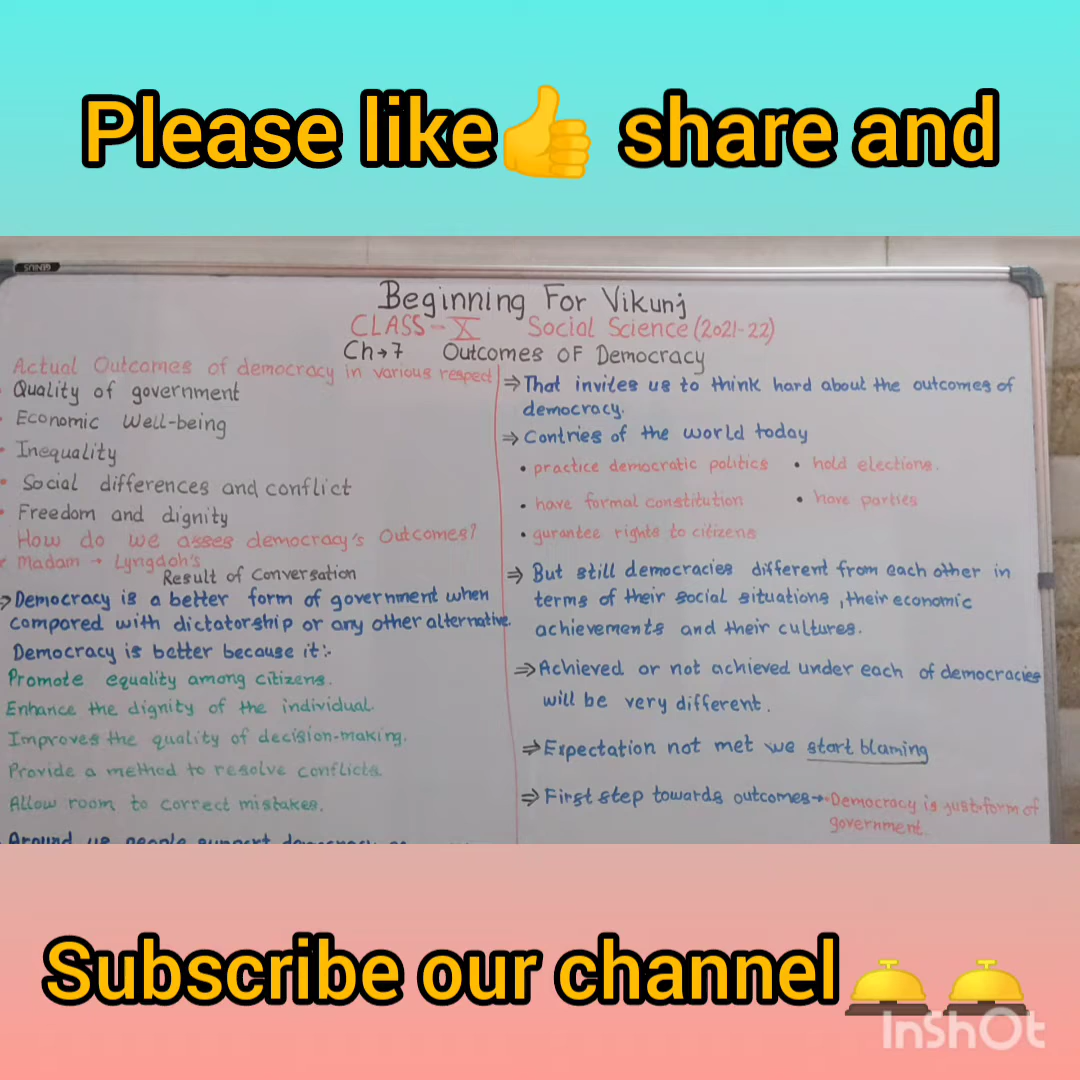 Please like👍 share and
GENIUS
Beginning For Vikunj
CLASS-X Social Science (2021-22)
Ch→7 Outcomes OF Democracy
Actual Outcomes of democracy in various respect
• Quality of government
• Economic Well-being
• Inequality
• Social differences and conflict
• Freedom and dignity
How do we asses democracy's Outcomes?
Madam → Lyngdoh's
Result of Conversation
→ Democracy is a better form of government when
compared with dictatorship or any other alternative.
Democracy is better because it:-
Promote equality among citizens.
Enhance the dignity of the individual.
Improves the quality of decision-making.
Provide a method to resolve conflicts
Allow room to correct mistakes.
Around us people support democracy
⇒ That invites us to think hard about the outcomes of
democracy.
⇒ Contries of the world today
• practice democratic politics • hold elections.
• have formal constitution • have parties
• gurantee rights to citizens
⇒ But still democracies different from each other in
terms of their social situations, their economic
achievements and their cultures.
⇒ Achieved or not achieved under each of democracies
will be very different.
⇒ Expectation not met we start blaming
⇒ First step towards outcomes → Democracy is just form of
government.
Subscribe our channel
InShOt